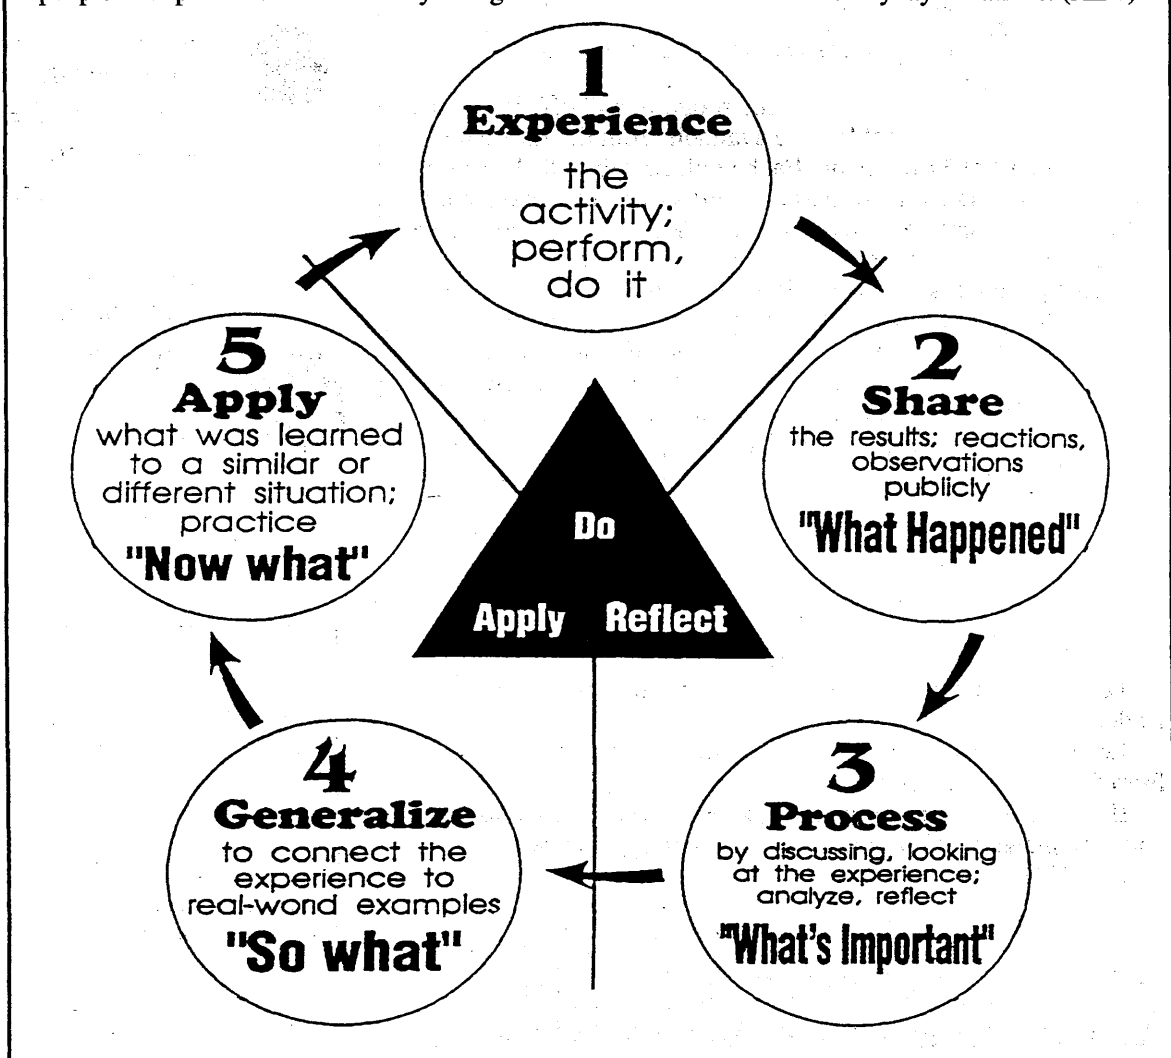 1
Experience
the
activity;
perform,
do it
2
Share
the results; reactions,
observations
publicly
"What Happened"
3
Process
by discussing, looking
at the experience;
analyze, reflect
"What's Important"
4
Generalize
to connect the
experience to
real-wond examples
"So what"
5
Apply
what was learned
to a similar or
different situation;
practice
"Now what"
Do
Apply Reflect